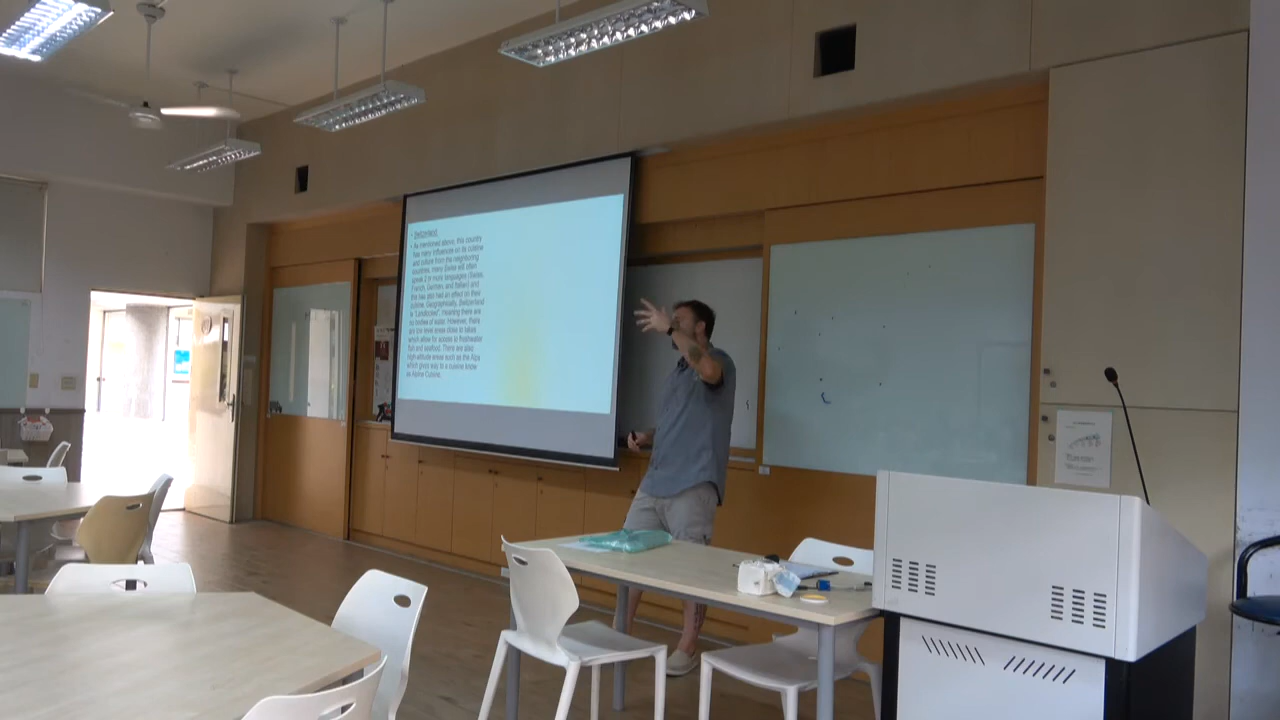 Switzerland.
As mentioned above, this country
has many influences on its cuisine
and culture from the neighboring
countries, many Swiss will often
speak 2 or more languages (Swiss,
French, German, and Italian) and
this has also had an effect on their
cuisine. Geographically, Switzerland
is "Landlocked", meaning there are
no bodies of water. However, there
are low level areas close to lakes
which allow for access to freshwater
fish and seafood. There are also
high-altitude areas such as the Alps
which gives way to a cuisine know
as Alpine Cuisine.